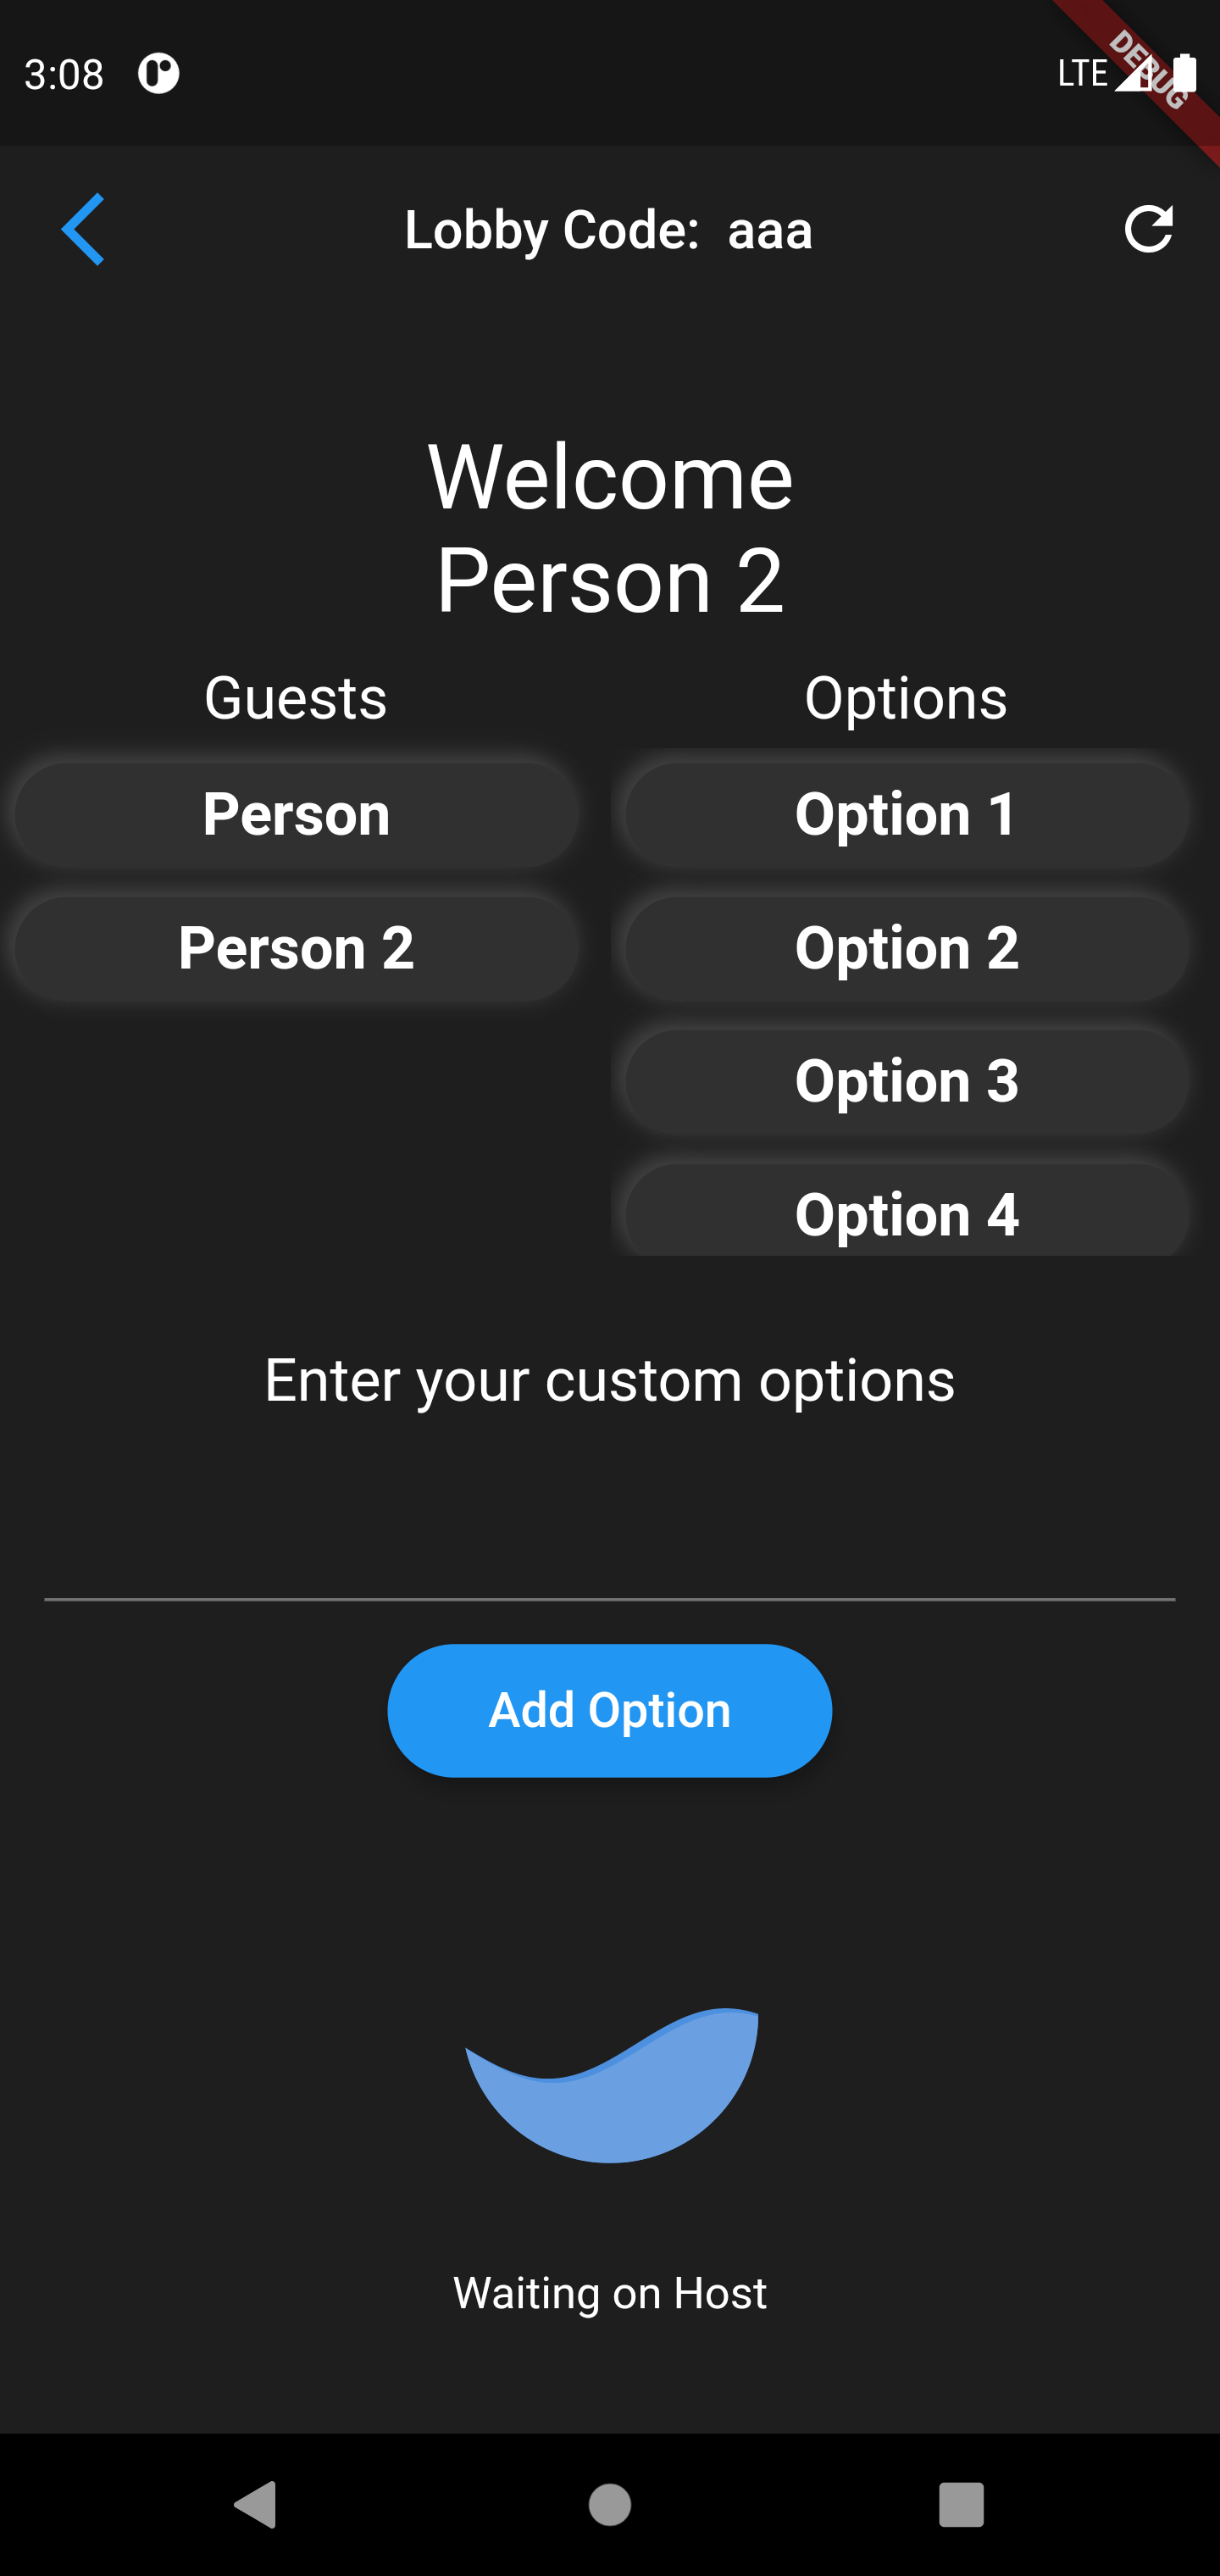 3:08
LTE
DEBUG
Lobby Code:  aaa
Welcome
Person 2
Guests
Options
Person
Option 1
Person 2
Option 2
Option 3
Option 4
Enter your custom options
Add Option
Waiting on Host